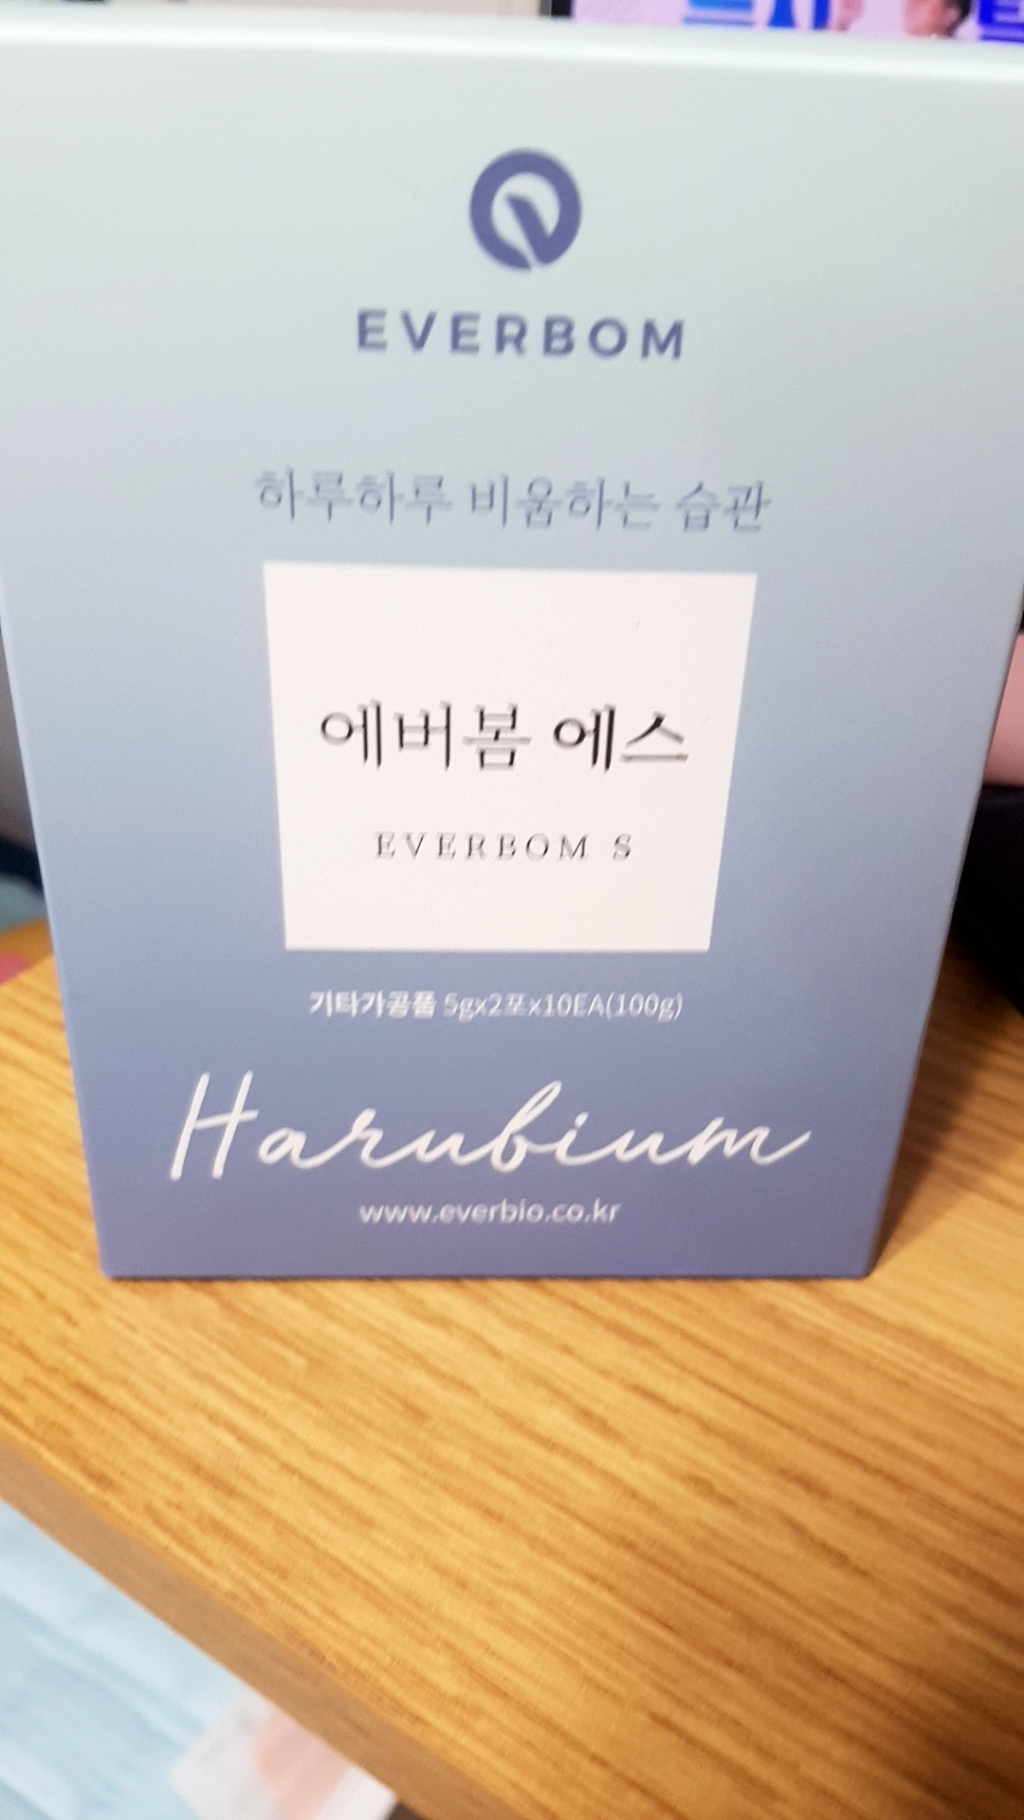 EVERBOM
하루하루 비움하는 습관
에버봄 에스
EVERBOM S
기타가공품 5gx2포x10EA(100g)
Harubium
www.everbio.co.kr